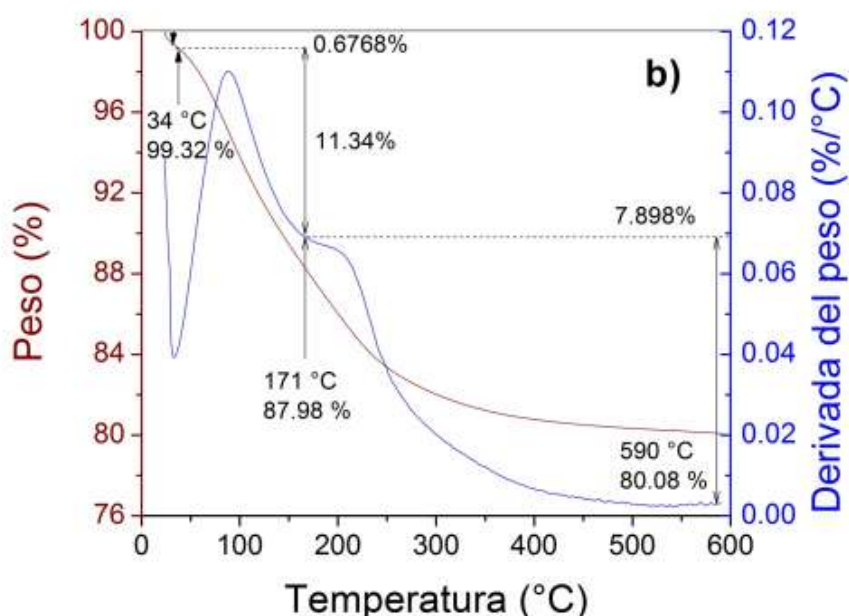 b)
0.6768%
34 °C
99.32 %
11.34%
7.898%
171 °C
87.98 %
590 °C
80.08 %
Peso (%)
100
96
92
88
84
80
76
Derivada del peso (%/°C)
0.12
0.10
0.08
0.06
0.04
0.02
0.00
0 100 200 300 400 500 600
Temperatura (°C)